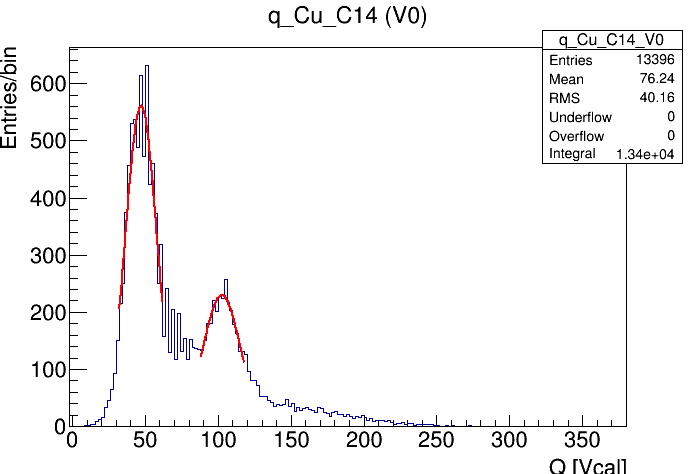 q_Cu_C14 (V0)
q_Cu_C14_V0
Entries 13396
Mean 76.24
RMS 40.16
Underflow 0
Overflow 0
Integral 1.34e+04
Entries/bin
600
500
400
300
200
100
0
0 50 100 150 200 250 300 350
Q [Vcal]